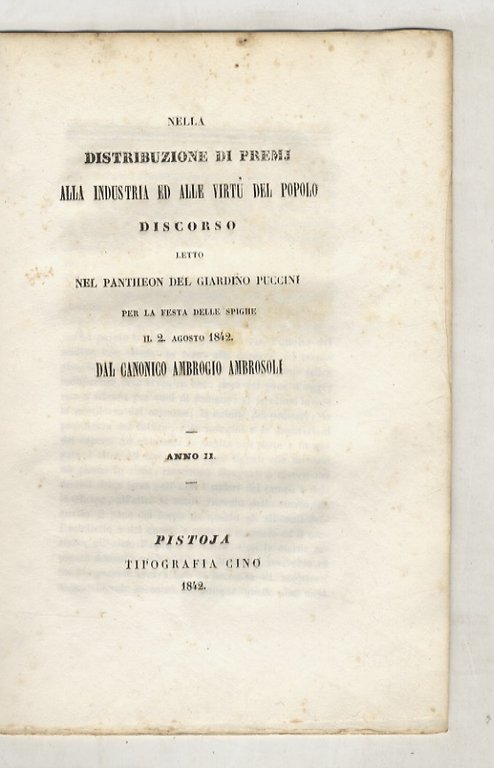 NELLA
DISTRIBUZIONE DI PREMJ
ALLA INDUSTRIA ED ALLE VIRTÙ DEL POPOLO
DISCORSO
LETTO
NEL PANTHEON DEL GIARDINO PUCCINI
PER LA FESTA DELLE SPIGHE
IL 2. AGOSTO 1842.
DAL CANONICO AMBROGIO AMBROSOLI
ANNO II.
PISTOJA
TIPOGRAFIA CINO
1842.